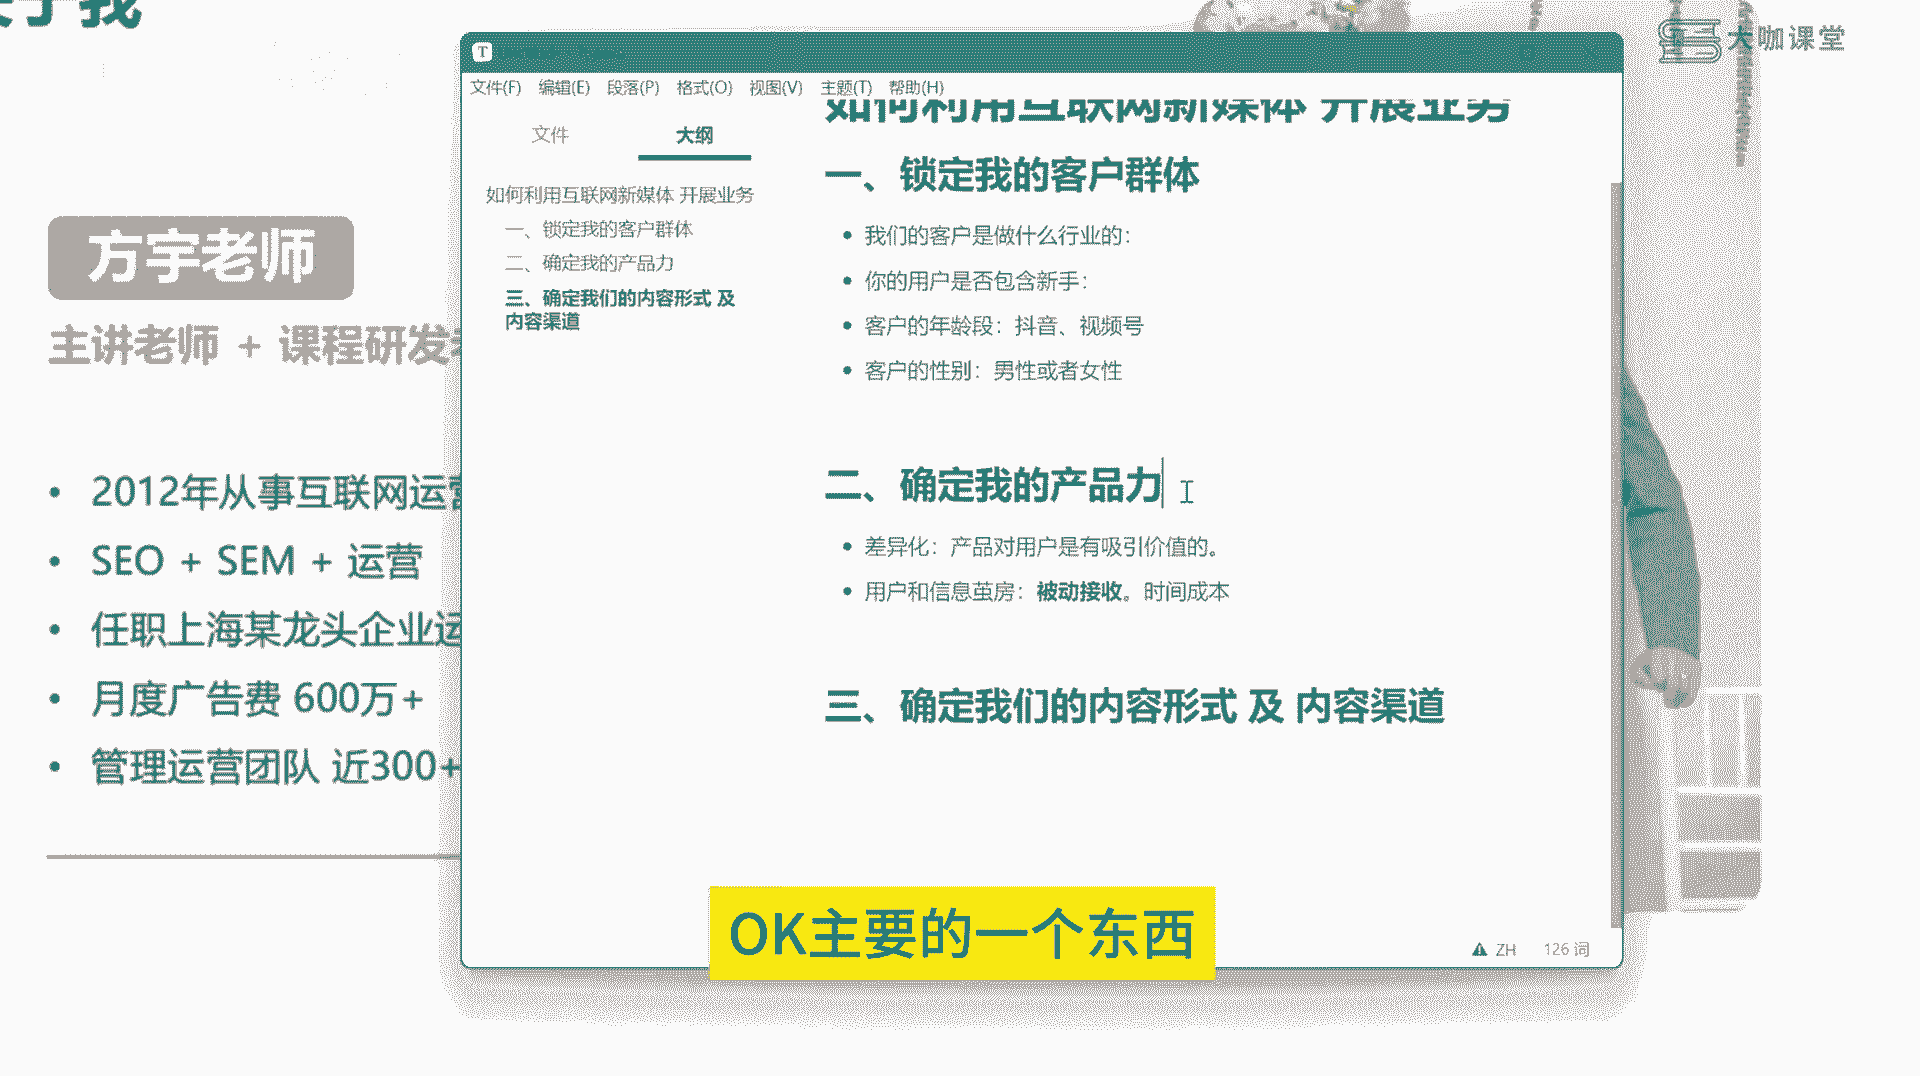 关于我
大咖课堂
方宇老师
主讲老师 + 课程研发
2012年从事互联网运营
SEO + SEM + 运营
任职上海某龙头企业运
月度广告费 600万+
管理运营团队 近300+
T
文件(F) 编辑(E) 段落(P) 格式(O) 视图(V) 主题(T) 帮助(H)
文件 大纲
如何利用互联网新媒体 开展业务
一、锁定我的客户群体
二、确定我的产品力
三、确定我们的内容形式 及
内容渠道
如何利用互联网新媒体 开展业务
一、锁定我的客户群体
我们的客户是做什么行业的：
你的用户是否包含新手：
客户的年龄段：抖音、视频号
客户的性别：男性或者女性
二、确定我的产品力
差异化：产品对用户是有吸引价值的。
用户和信息茧房：被动接收。时间成本
三、确定我们的内容形式 及 内容渠道
ZH 126 词
OK主要的一个东西